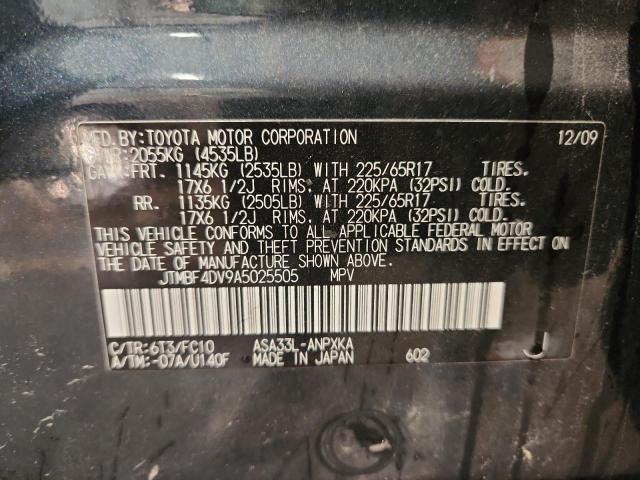 MFD. BY: TOYOTA MOTOR CORPORATION 12/09
GVWR: 2055KG (4535LB)
GAWR: FRT. 1145KG (2535LB) WITH 225/65R17 TIRES.
17X6 1/2J RIMS. AT 220KPA (32PSI) COLD.
RR. 1135KG (2505LB) WITH 225/65R17 TIRES.
17X6 1/2J RIMS. AT 220KPA (32PSI) COLD.
THIS VEHICLE CONFORMS TO ALL APPLICABLE FEDERAL MOTOR
VEHICLE SAFETY AND THEFT PREVENTION STANDARDS IN EFFECT ON
THE DATE OF MANUFACTURE SHOWN ABOVE.
JTMBF4DV9A5025505 MPV
C/TR: 6T3/FC10 ASA33L-ANPXKA
A/TM: -07A/U140F MADE IN JAPAN 602
J